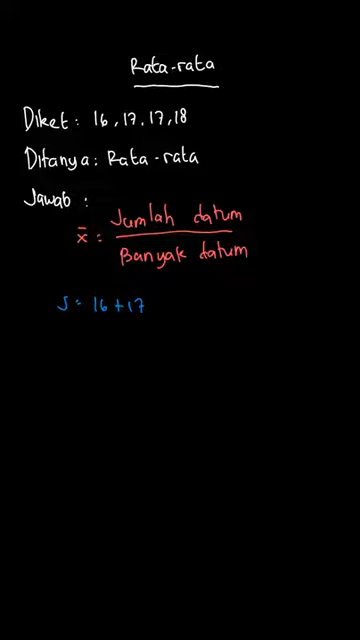 Rata-rata
Diket: 16, 17, 17, 18
Ditanya: Rata-rata
Jawab:
x̄ = Jumlah datum
Banyak datum
J = 16 + 17